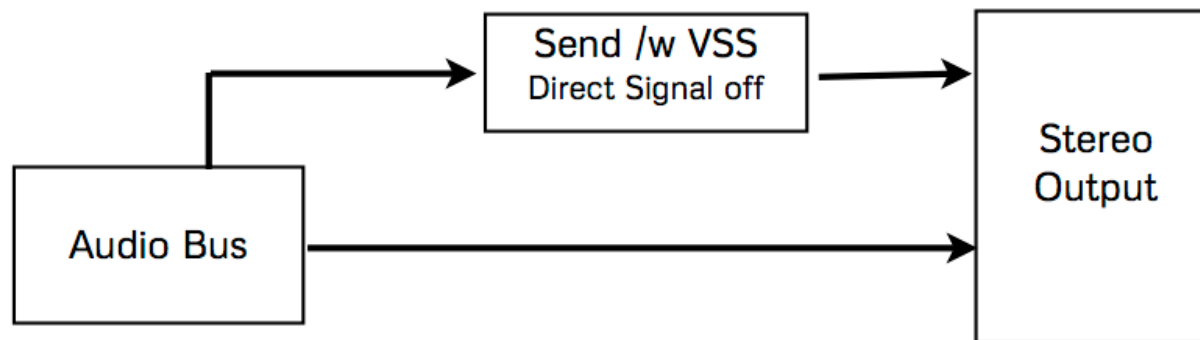 Send /w VSS
Direct Signal off
Stereo
Output
Audio Bus